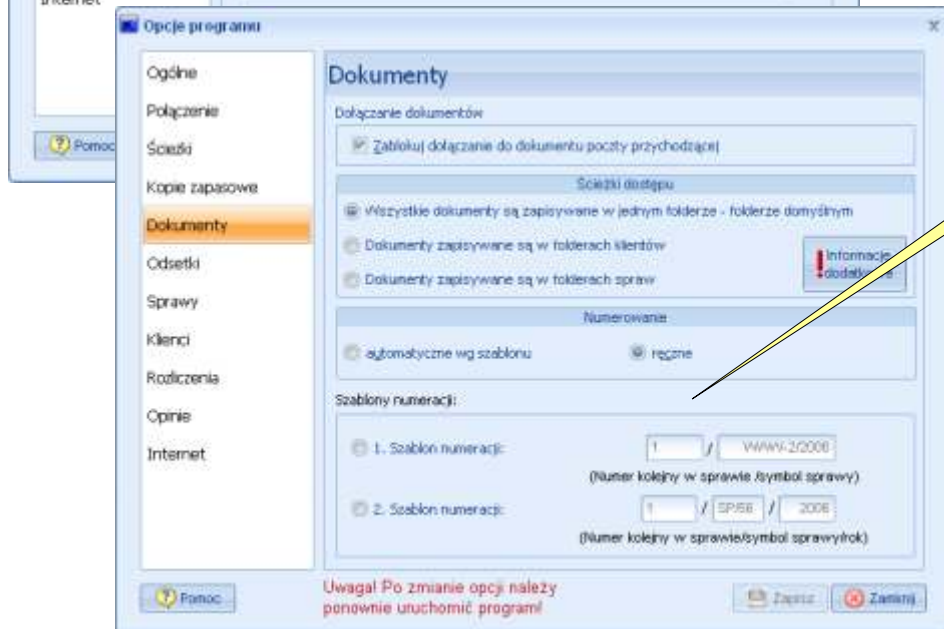 Internet
Opcje programu
Ogólne
Połączenie
Ścieżki
Kopie zapasowe
Dokumenty
Odsetki
Sprawy
Klienci
Rozliczenia
Opinie
Internet
Pomoc
Dokumenty
Dołączanie dokumentów
Zablokuj dołączanie do dokumentu poczty przychodzącej
Ścieżki dostępu
Wszystkie dokumenty są zapisywane w jednym folderze - folderze domyślnym
Dokumenty zapisywane są w folderach klientów
Dokumenty zapisywane są w folderach spraw
Informacje
dodatkowe
Numerowanie
automatyczne wg szablonu
ręczne
Szablony numeracji:
1. Szablon numeracji: 1 /
(Numer kolejny w sprawie /symbol sprawy)
2. Szablon numeracji: 1 / SP/56 / 2006
(Numer kolejny w sprawie/symbol sprawy/rok)
Pomoc
Uwaga! Po zmianie opcji należy
ponownie uruchomić program!
Zapisz
Zamknij